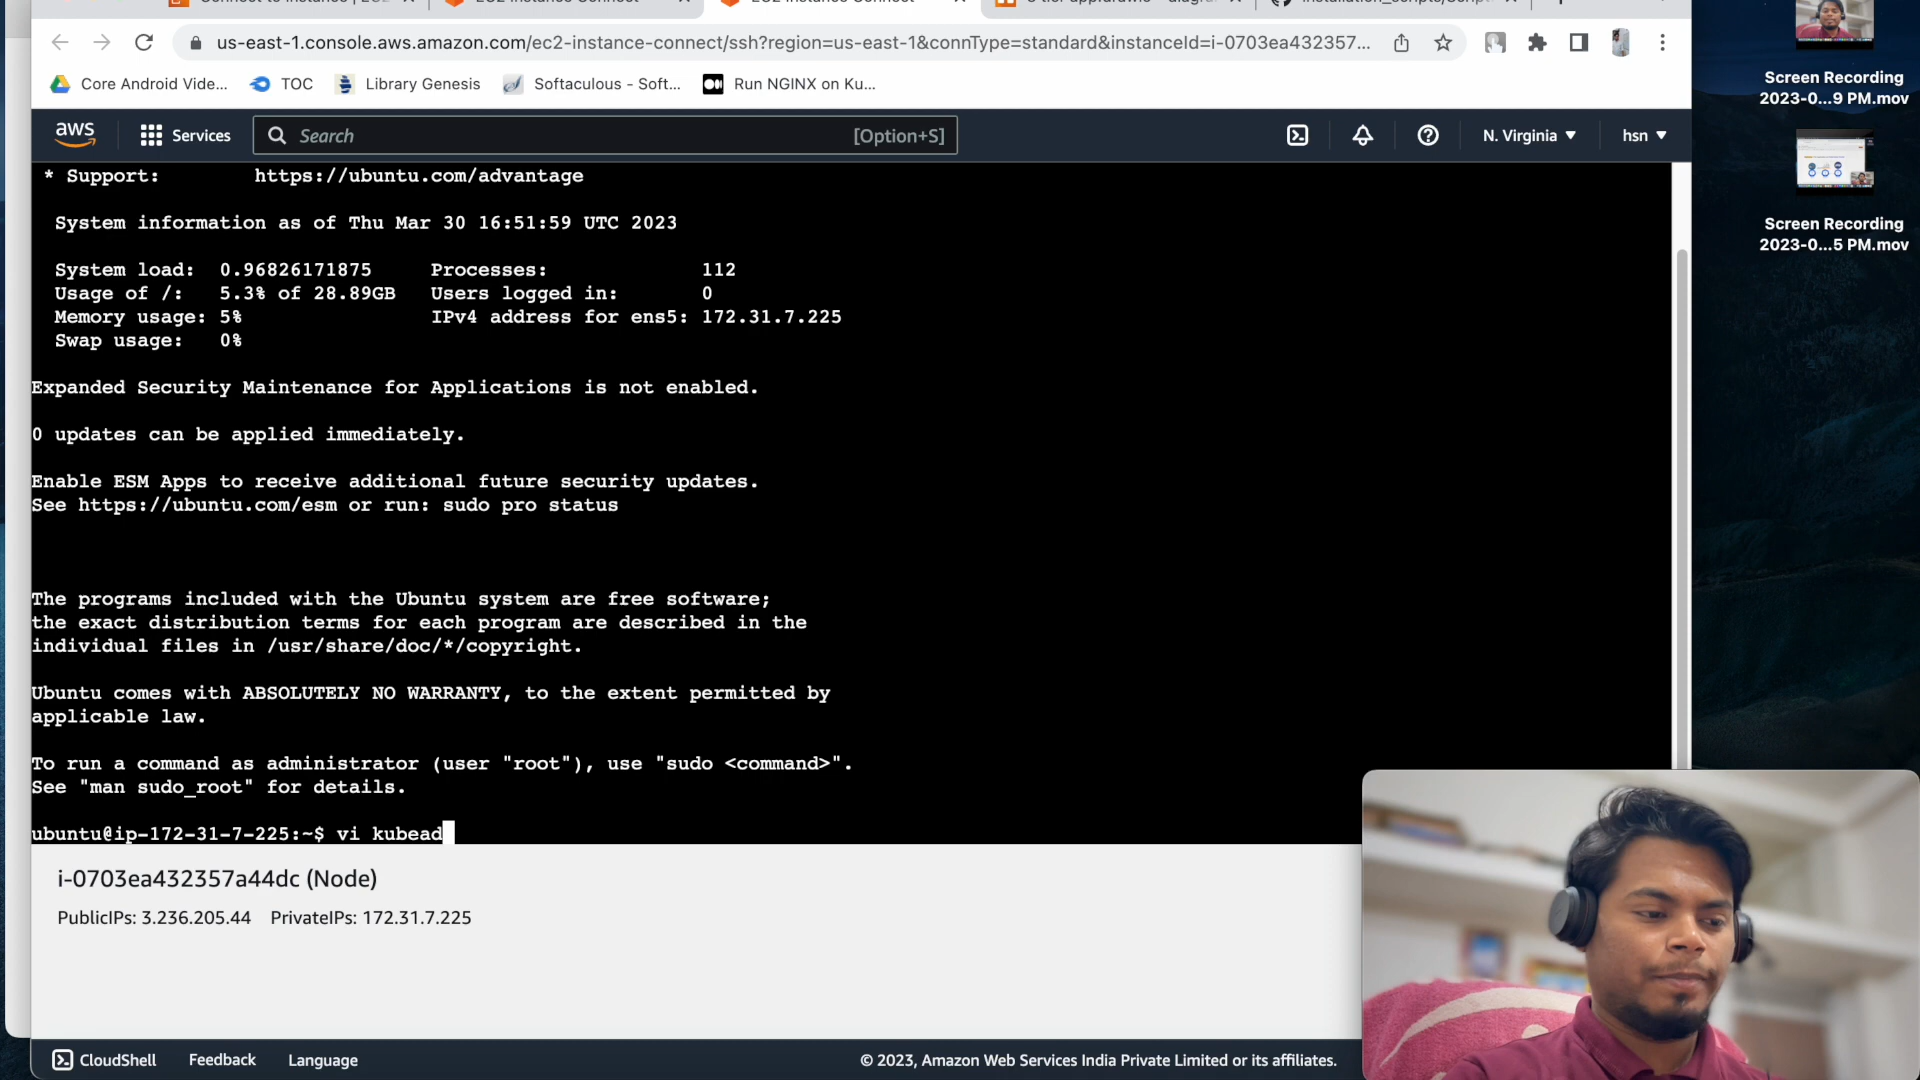 us-east-1.console.aws.amazon.com/ec2-instance-connect/ssh?region=us-east-1&connType=standard&instanceId=i-0703ea432357...
Core Android Vide... TOC Library Genesis Softaculous - Soft... Run NGINX on Ku...
aws Services Search [Option+S] N. Virginia hsn
* Support: https://ubuntu.com/advantage
System information as of Thu Mar 30 16:51:59 UTC 2023
System load: 0.96826171875 Processes: 112
Usage of /: 5.3% of 28.89GB Users logged in: 0
Memory usage: 5% IPv4 address for ens5: 172.31.7.225
Swap usage: 0%
Expanded Security Maintenance for Applications is not enabled.
0 updates can be applied immediately.
Enable ESM Apps to receive additional future security updates.
See https://ubuntu.com/esm or run: sudo pro status
The programs included with the Ubuntu system are free software;
the exact distribution terms for each program are described in the
individual files in /usr/share/doc/*/copyright.
Ubuntu comes with ABSOLUTELY NO WARRANTY, to the extent permitted by
applicable law.
To run a command as administrator (user "root"), use "sudo <command>".
See "man sudo_root" for details.
ubuntu@ip-172-31-7-225:~$ vi kubead
i-0703ea432357a44dc (Node)
PublicIPs: 3.236.205.44 PrivateIPs: 172.31.7.225
CloudShell Feedback Language © 2023, Amazon Web Services India Private Limited or its affiliates.
Screen Recording
2023-0...9 PM.mov
Screen Recording
2023-0...5 PM.mov